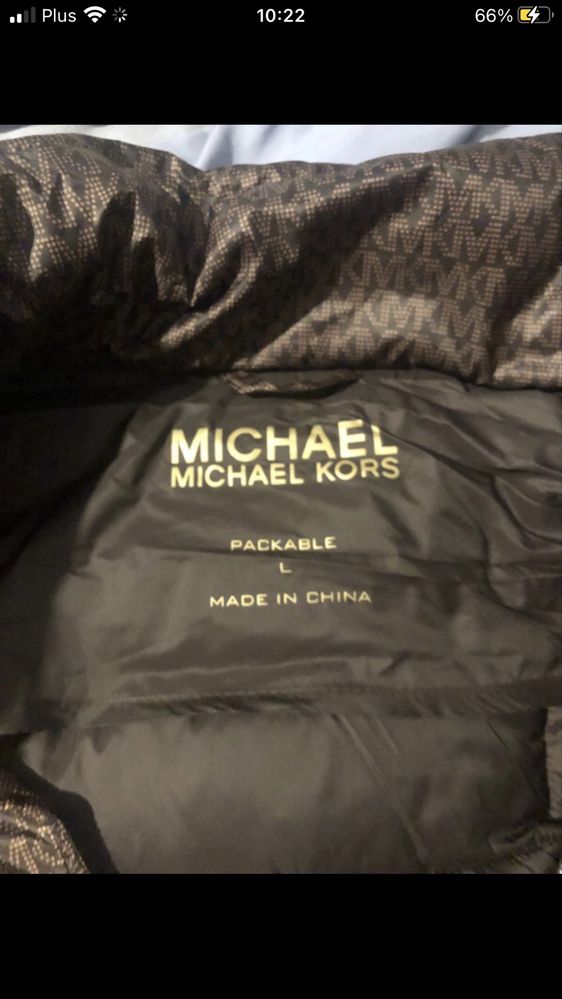 Plus 10:22 66%
MICHAEL
MICHAEL KORS
PACKABLE
L
MADE IN CHINA